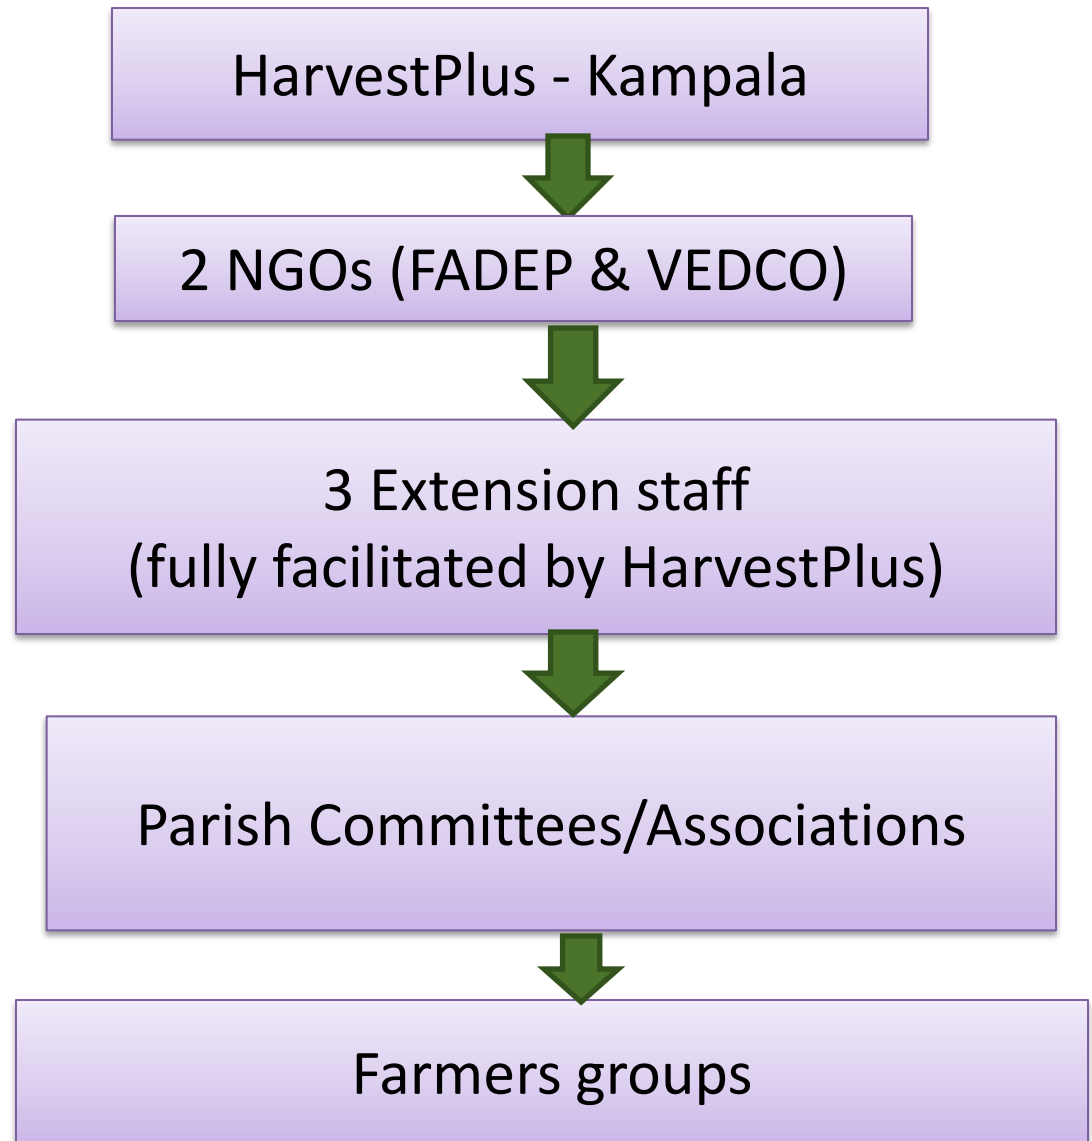 HarvestPlus - Kampala
2 NGOs (FADEP & VEDCO)
3 Extension staff
(fully facilitated by HarvestPlus)
Parish Committees/Associations
Farmers groups